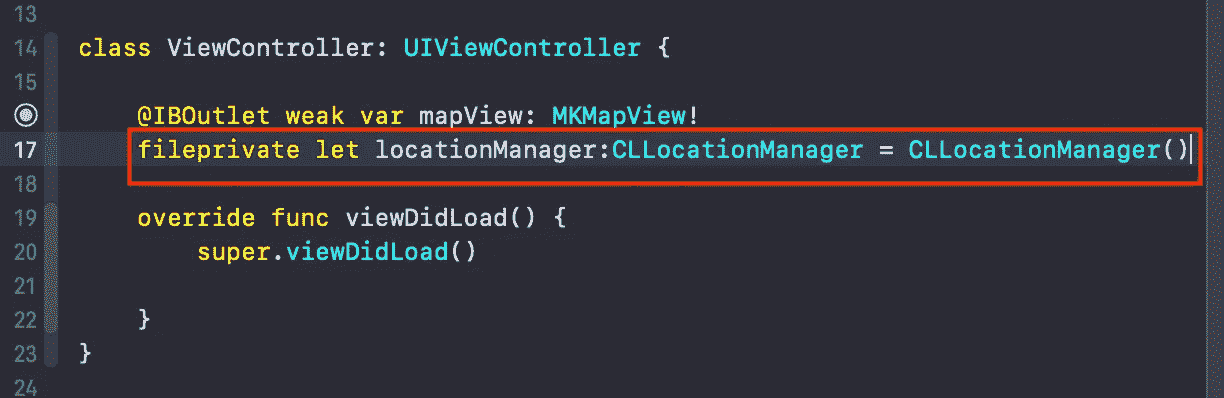 13
14 class ViewController: UIViewController {
15
@IBOutlet weak var mapView: MKMapView!
17 fileprivate let locationManager:CLLocationManager = CLLocationManager()
18
19 override func viewDidLoad() {
20 super.viewDidLoad()
21
22 }
23 }
24